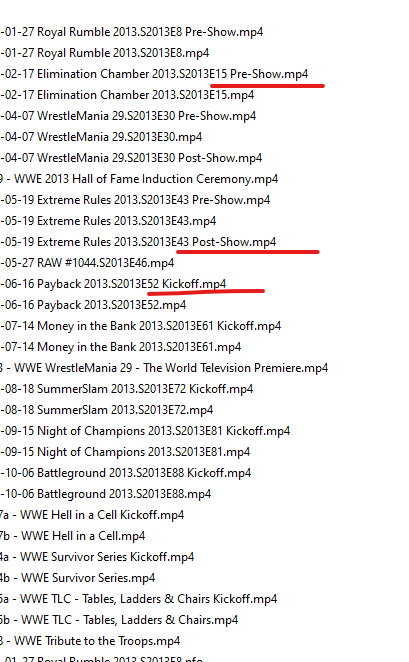 -01-27 Royal Rumble 2013.S2013E8 Pre-Show.mp4
-01-27 Royal Rumble 2013.S2013E8.mp4
-02-17 Elimination Chamber 2013.S2013E15 Pre-Show.mp4
-02-17 Elimination Chamber 2013.S2013E15.mp4
-04-07 WrestleMania 29.S2013E30 Pre-Show.mp4
-04-07 WrestleMania 29.S2013E30.mp4
-04-07 WrestleMania 29.S2013E30 Post-Show.mp4
9 - WWE 2013 Hall of Fame Induction Ceremony.mp4
-05-19 Extreme Rules 2013.S2013E43 Pre-Show.mp4
-05-19 Extreme Rules 2013.S2013E43.mp4
-05-19 Extreme Rules 2013.S2013E43 Post-Show.mp4
-05-27 RAW #1044.S2013E46.mp4
-06-16 Payback 2013.S2013E52 Kickoff.mp4
-06-16 Payback 2013.S2013E52.mp4
-07-14 Money in the Bank 2013.S2013E61 Kickoff.mp4
-07-14 Money in the Bank 2013.S2013E61.mp4
3 - WWE WrestleMania 29 - The World Television Premiere.mp4
-08-18 SummerSlam 2013.S2013E72 Kickoff.mp4
-08-18 SummerSlam 2013.S2013E72.mp4
-09-15 Night of Champions 2013.S2013E81 Kickoff.mp4
-09-15 Night of Champions 2013.S2013E81.mp4
-10-06 Battleground 2013.S2013E88 Kickoff.mp4
-10-06 Battleground 2013.S2013E88.mp4
7a - WWE Hell in a Cell Kickoff.mp4
7b - WWE Hell in a Cell.mp4
4a - WWE Survivor Series Kickoff.mp4
4b - WWE Survivor Series.mp4
5a - WWE TLC - Tables, Ladders & Chairs Kickoff.mp4
5b - WWE TLC - Tables, Ladders & Chairs.mp4
3 - WWE Tribute to the Troops.mp4
-01-27 Royal Rumble 2013.S2013E8.nfo